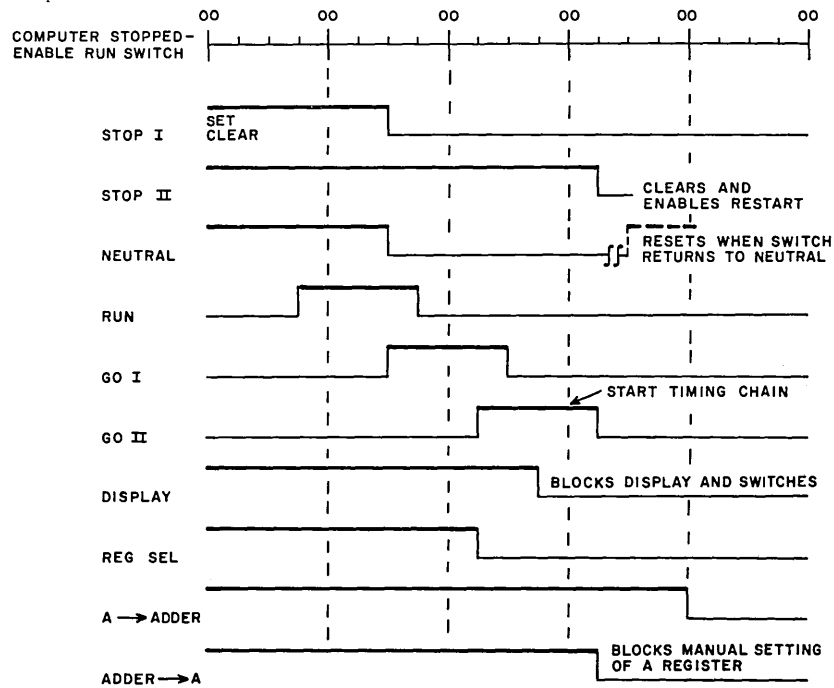 00 00 00 00 00 00
COMPUTER STOPPED-
ENABLE RUN SWITCH
SET
CLEAR
STOP I
STOP II
CLEARS AND
ENABLES RESTART
NEUTRAL
RESETS WHEN SWITCH
RETURNS TO NEUTRAL
RUN
GO I
START TIMING CHAIN
GO II
DISPLAY
BLOCKS DISPLAY AND SWITCHES
REG SEL
A → ADDER
BLOCKS MANUAL SETTING
OF A REGISTER
ADDER → A